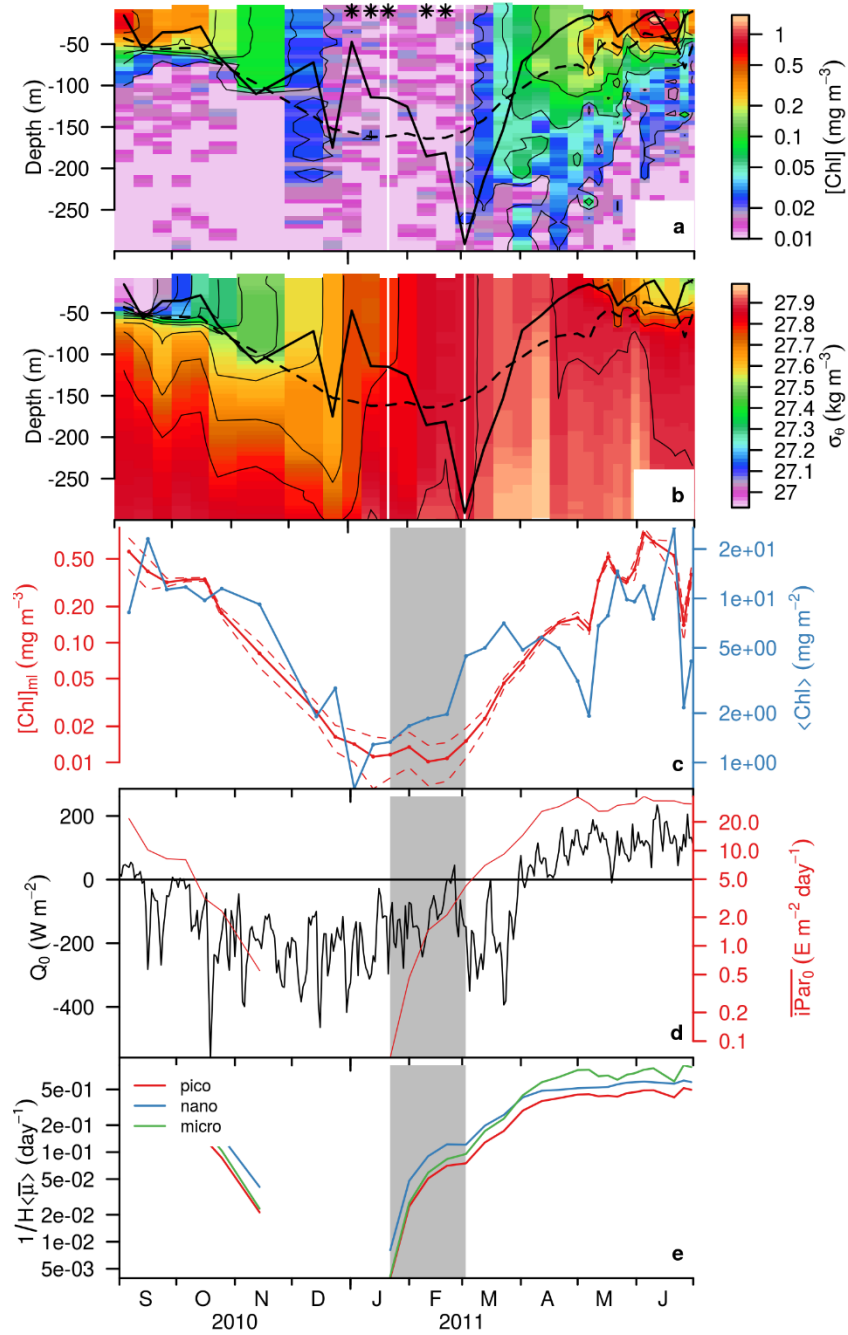 -50
-100
-150
-200
-250
Depth (m)
a
1
0.5
0.2
0.1
0.02
0.01
[Chl] (mg m⁻³)
-50
-100
-150
-200
-250
Depth (m)
b
27.9
27.8
27.7
27.6
27.5
27.4
27.3
27.2
27.1
27
σθ (kg m⁻³)
0.50
0.20
0.10
0.05
0.02
0.01
[Chl]ml (mg m⁻³)
2e+01
1e+01
5e+00
2e+00
1e+00
<Chl> (mg m⁻²)
c
200
0
-200
-400
Q₀ (W m⁻²)
20.0
10.0
5.0
2.0
1.0
0.5
0.2
0.1
iPar₀ (E m⁻² day⁻¹)
d
5e-01
2e-01
1e-01
5e-02
2e-02
1e-02
5e-03
1/H<μ> (day⁻¹)
pico
nano
micro
e
S O N D J F M A M J
2010 2011